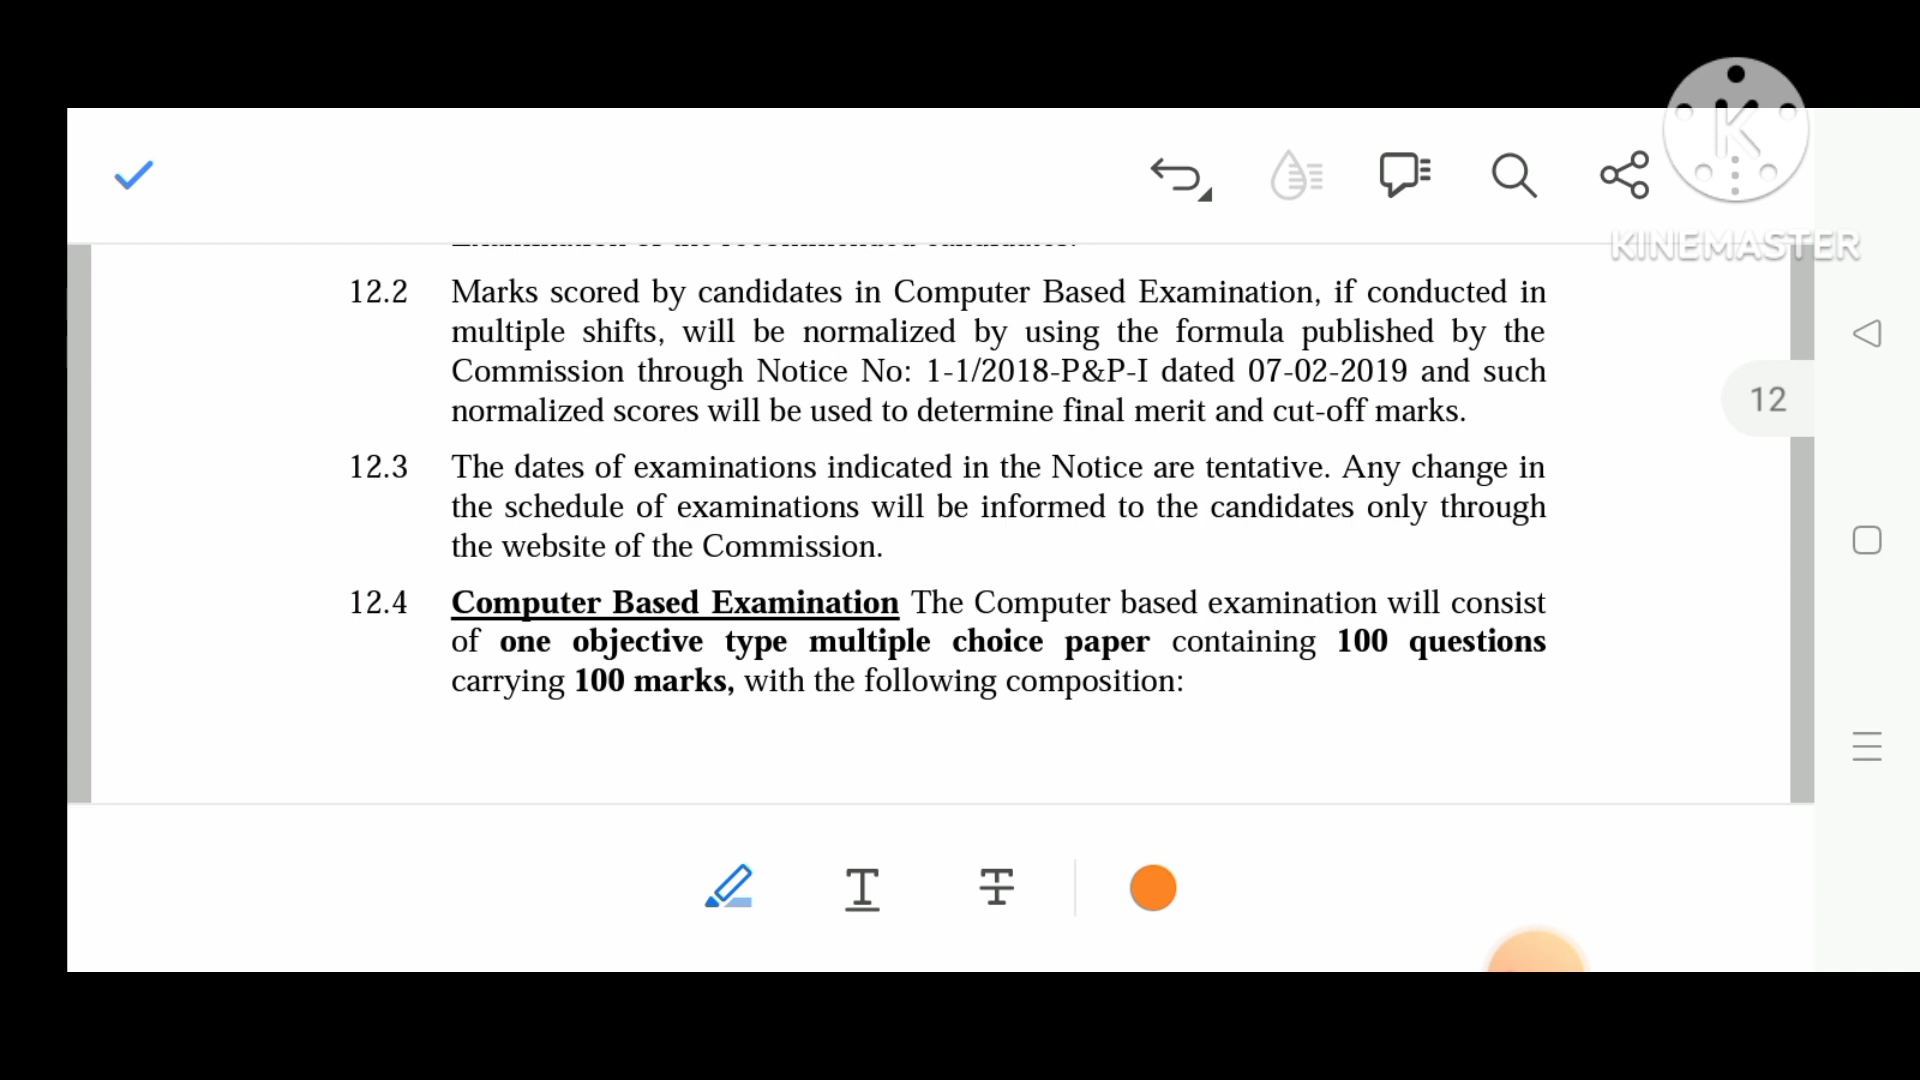 KINEMASTER
12.2 Marks scored by candidates in Computer Based Examination, if conducted in
multiple shifts, will be normalized by using the formula published by the
Commission through Notice No: 1-1/2018-P&P-I dated 07-02-2019 and such
normalized scores will be used to determine final merit and cut-off marks.
12
12.3 The dates of examinations indicated in the Notice are tentative. Any change in
the schedule of examinations will be informed to the candidates only through
the website of the Commission.
12.4 Computer Based Examination The Computer based examination will consist
of one objective type multiple choice paper containing 100 questions
carrying 100 marks, with the following composition: